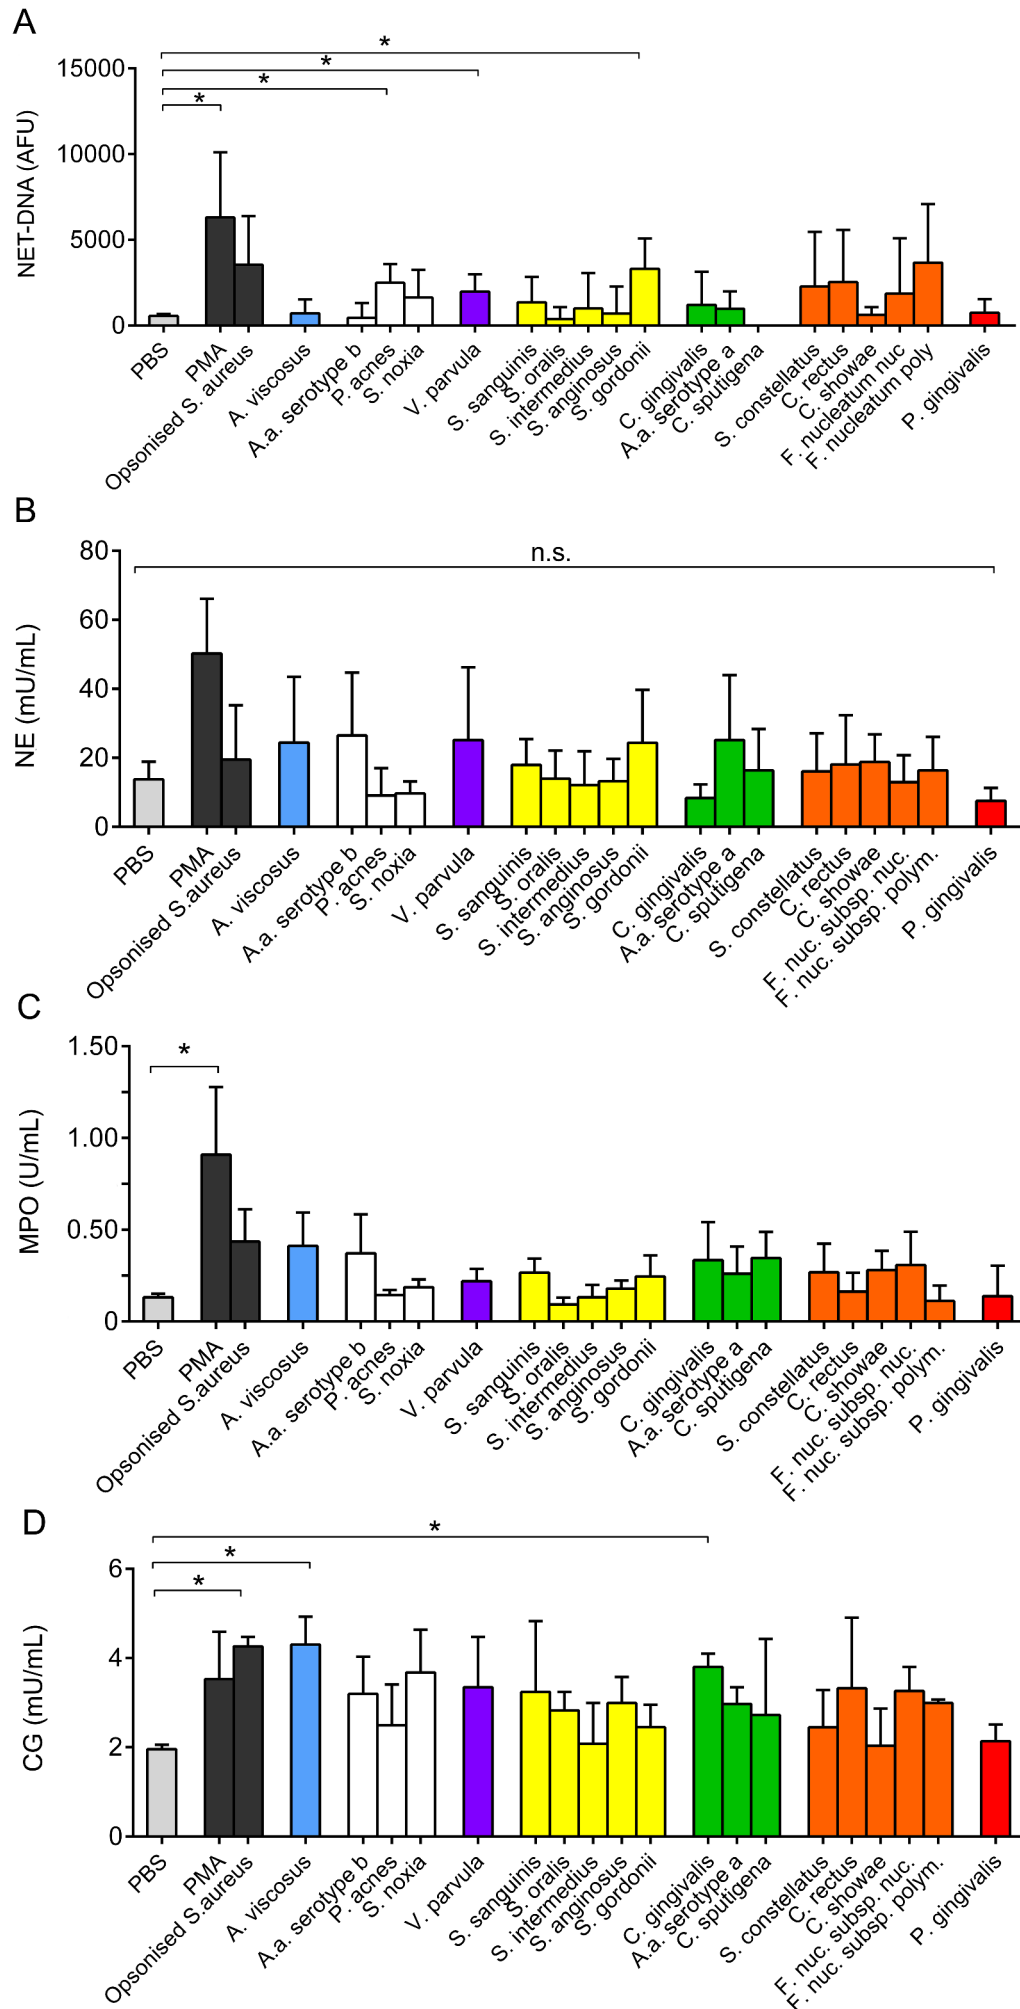 A
*
*
*
*
NET-DNA (AFU)
15000
10000
5000
0
PBS
PMA
Opsonised S. aureus
A. viscosus
A.a. serotype b
P. acnes
S. noxia
V. parvula
S. sanguinis
S. oralis
S. intermedius
S. anginosus
S. gordonii
C. gingivalis
A.a. serotype a
C. sputigena
S. constellatus
C. rectus
C. showae
F. nucleatum nuc
F. nucleatum poly
P. gingivalis
B
n.s.
NE (mU/mL)
80
60
40
20
0
PBS
PMA
Opsonised S.aureus
A. viscosus
A.a. serotype b
P. acnes
S. noxia
V. parvula
S. sanguinis
S. oralis
S. intermedius
S. anginosus
S. gordonii
C. gingivalis
A.a. serotype a
C. sputigena
S. constellatus
C. rectus
C. showae
F. nuc. subsp. nuc.
F. nuc. subsp. polym.
P. gingivalis
C
*
MPO (U/mL)
1.50
1.00
0.50
0
PBS
PMA
Opsonised S.aureus
A. viscosus
A.a. serotype b
P. acnes
S. noxia
V. parvula
S. sanguinis
S. oralis
S. intermedius
S. anginosus
S. gordonii
C. gingivalis
A.a. serotype a
C. sputigena
S. constellatus
C. rectus
C. showae
F. nuc. subsp. nuc.
F. nuc. subsp. polym.
P. gingivalis
D
*
*
*
CG (mU/mL)
6
4
2
0
PBS
PMA
Opsonised S.aureus
A. viscosus
A.a. serotype b
P. acnes
S. noxia
V. parvula
S. sanguinis
S. oralis
S. intermedius
S. anginosus
S. gordonii
C. gingivalis
A.a. serotype a
C. sputigena
S. constellatus
C. rectus
C. showae
F. nuc. subsp. nuc.
F. nuc. subsp. polym.
P. gingivalis